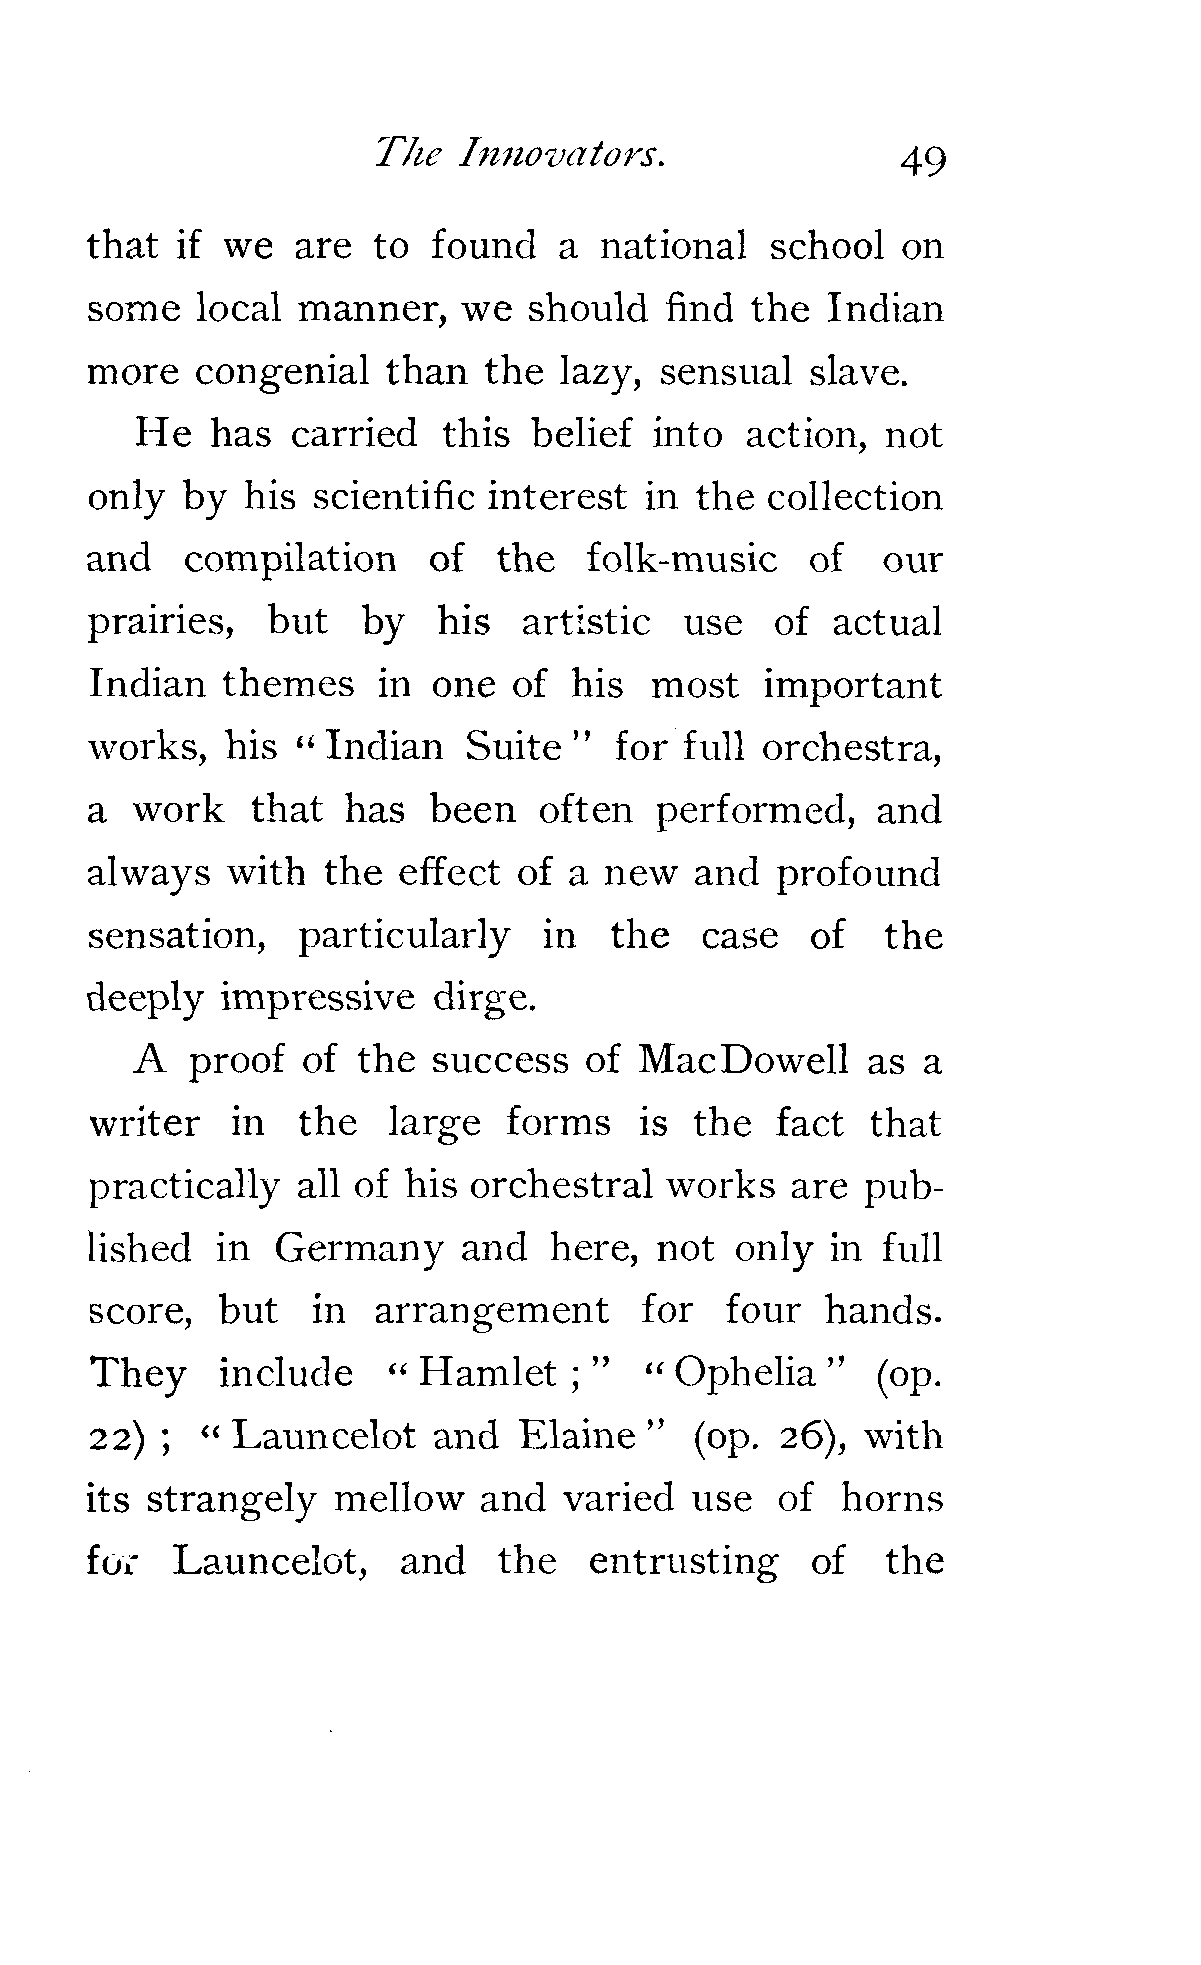 The Innovators. 49
that if we are to found a national school on
some local manner, we should find the Indian
more congenial than the lazy, sensual slave.
He has carried this belief into action, not
only by his scientific interest in the collection
and compilation of the folk-music of our
prairies, but by his artistic use of actual
Indian themes in one of his most important
works, his “ Indian Suite ” for full orchestra,
a work that has been often performed, and
always with the effect of a new and profound
sensation, particularly in the case of the
deeply impressive dirge.
A proof of the success of MacDowell as a
writer in the large forms is the fact that
practically all of his orchestral works are pub-
lished in Germany and here, not only in full
score, but in arrangement for four hands.
They include “ Hamlet ; ” “ Ophelia ” (op.
22) ; “ Launcelot and Elaine ” (op. 26), with
its strangely mellow and varied use of horns
for Launcelot, and the entrusting of the